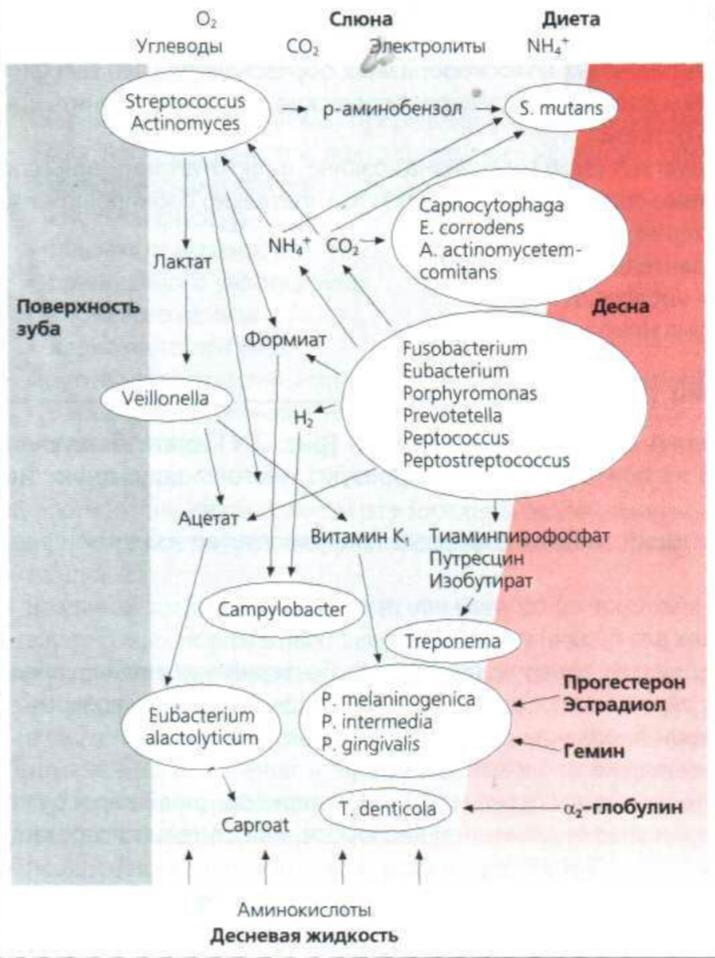 O₂ Слюна Диета
Углеводы CO₂ Электролиты NH₄⁺
Streptococcus
Actinomyces
р-аминобензол
S. mutans
Capnocytophaga
E. corrodens
A. actinomycetem-
comitans
NH₄⁺ CO₂
Лактат
Поверхность
зуба
Десна
Формиат
Fusobacterium
Eubacterium
Porphyromonas
Prevotetella
Peptococcus
Peptostreptococcus
Veillonella
H₂
Ацетат
Витамин K₁
Тиаминпирофосфат
Путресцин
Изобутират
Campylobacter
Treponema
Eubacterium
alactolyticum
P. melaninogenica
P. intermedia
P. gingivalis
Прогестерон
Эстрадиол
Гемин
Сaproat
T. denticola
α₂-глобулин
Аминокислоты
Десневая жидкость